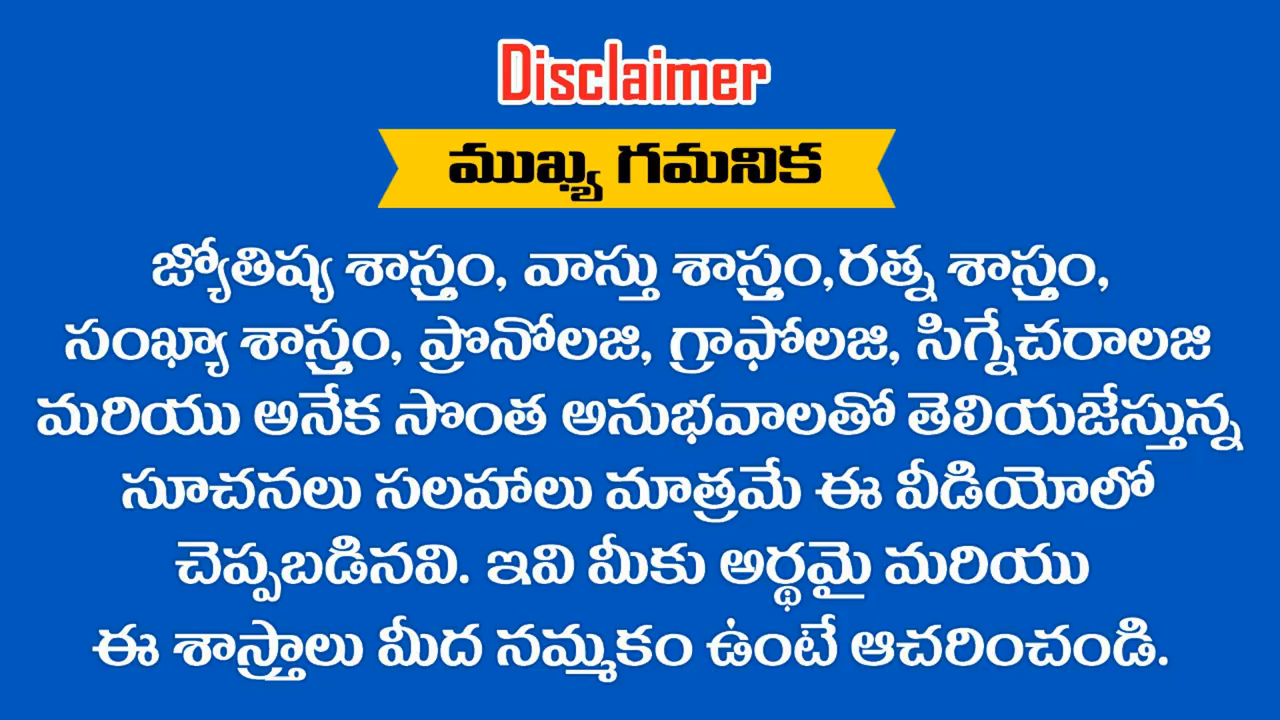 Disclaimer
ముఖ్య గమనిక
జ్యోతిష్య శాస్త్రం, వాస్తు శాస్త్రం,రత్న శాస్త్రం,
సంఖ్యా శాస్త్రం, ప్రొనోలజి, గ్రాఫోలజి, సిగ్నేచరాలజి
మరియు అనేక సొంత అనుభవాలతో తెలియజేస్తున్న
సూచనలు సలహాలు మాత్రమే ఈ వీడియోలో
చెప్పబడినవి. ఇవి మీకు అర్థమై మరియు
ఈ శాస్త్రాలు మీద నమ్మకం ఉంటే ఆచరించండి.